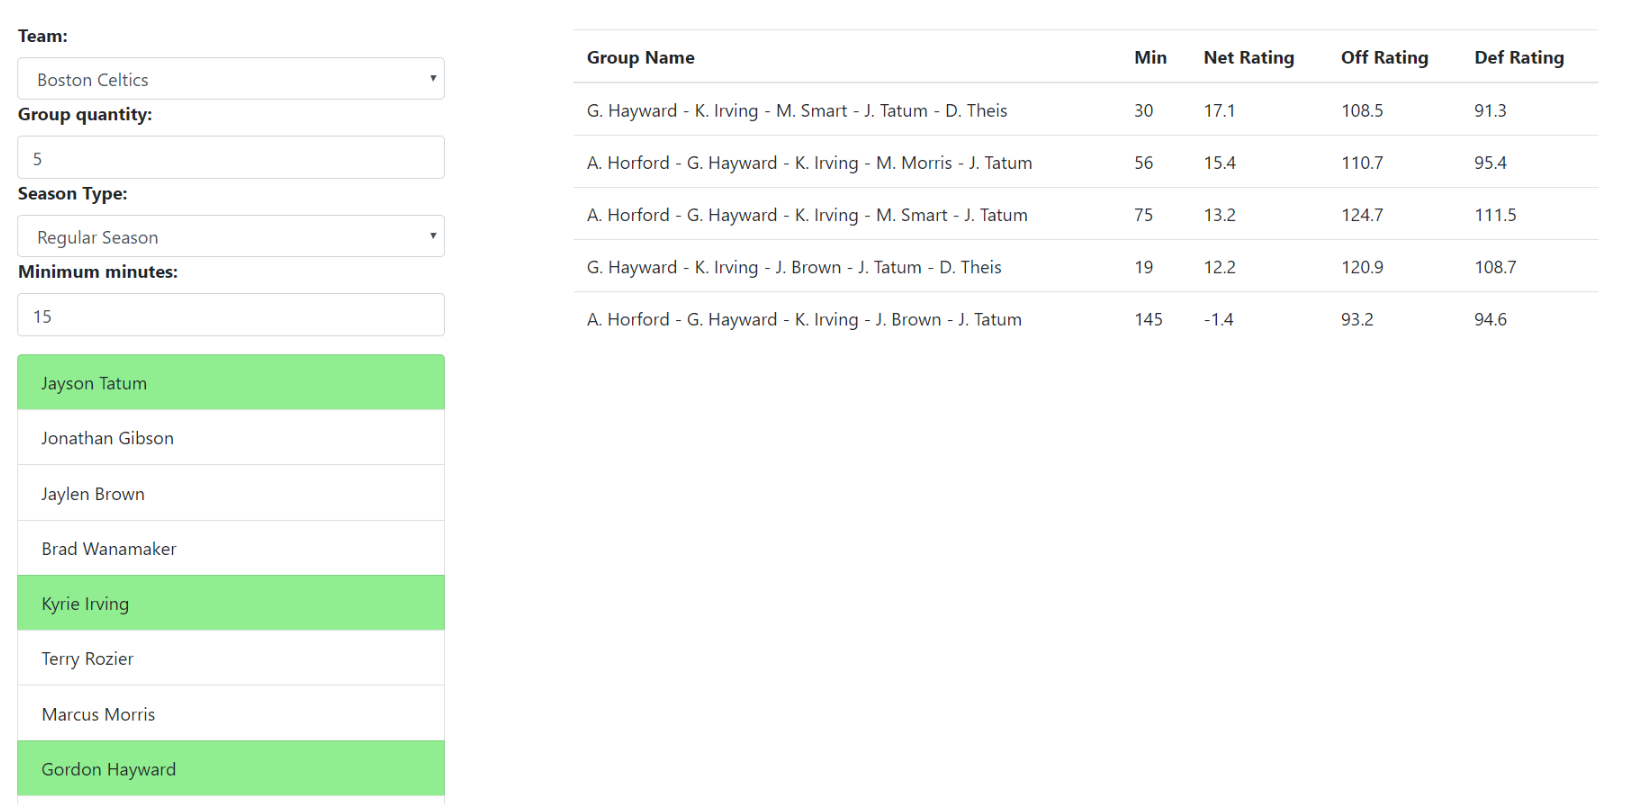 Team:
Boston Celtics
Group quantity:
5
Season Type:
Regular Season
Minimum minutes:
15
Jayson Tatum
Jonathan Gibson
Jaylen Brown
Brad Wanamaker
Kyrie Irving
Terry Rozier
Marcus Morris
Gordon Hayward
Group Name Min Net Rating Off Rating Def Rating
G. Hayward - K. Irving - M. Smart - J. Tatum - D. Theis 30 17.1 108.5 91.3
A. Horford - G. Hayward - K. Irving - M. Morris - J. Tatum 56 15.4 110.7 95.4
A. Horford - G. Hayward - K. Irving - M. Smart - J. Tatum 75 13.2 124.7 111.5
G. Hayward - K. Irving - J. Brown - J. Tatum - D. Theis 19 12.2 120.9 108.7
A. Horford - G. Hayward - K. Irving - J. Brown - J. Tatum 145 -1.4 93.2 94.6